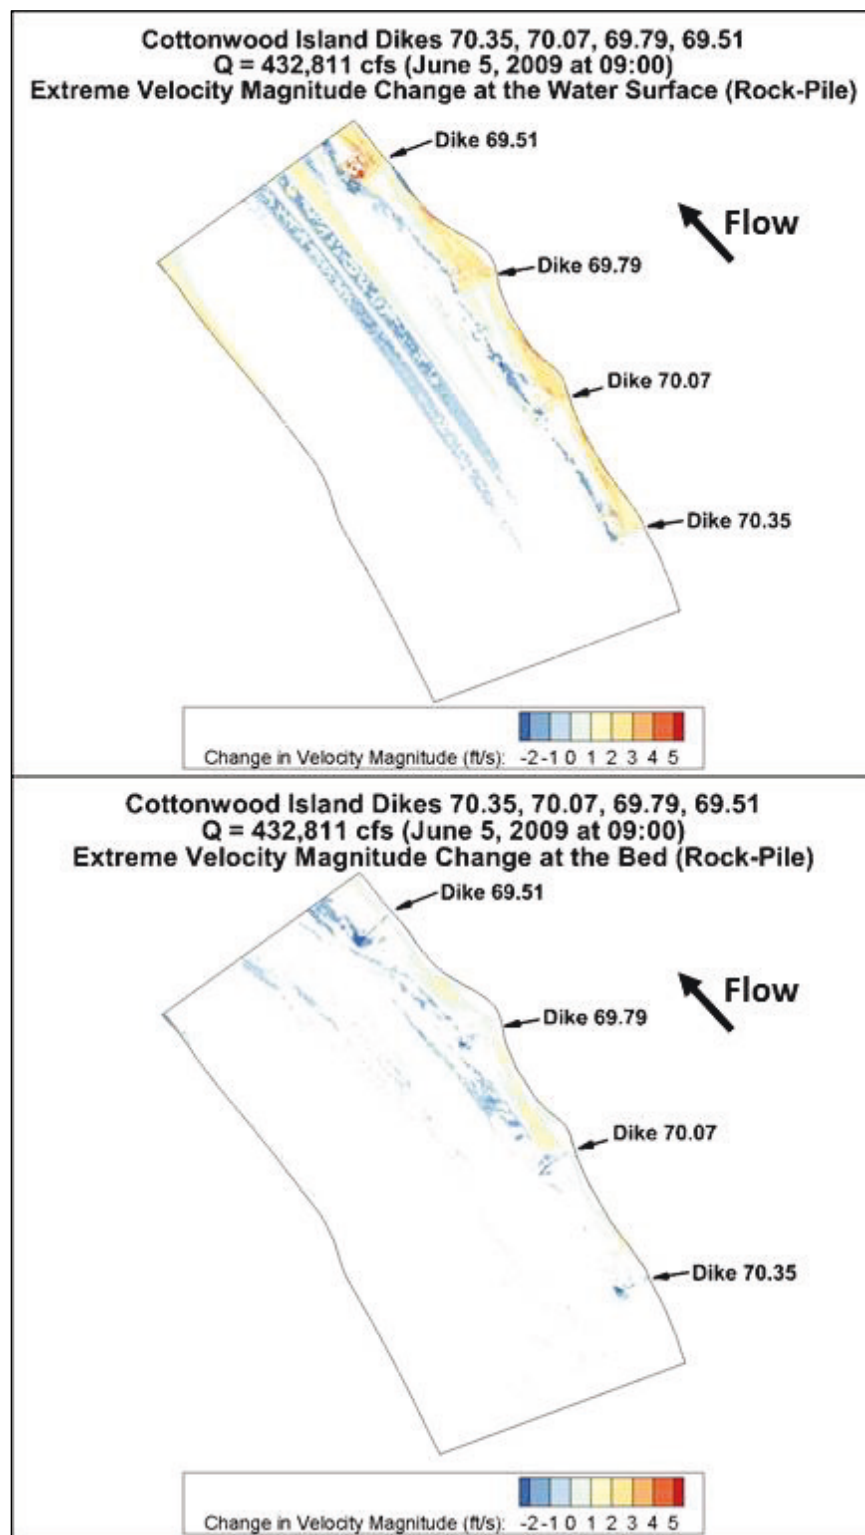 Cottonwood Island Dikes 70.35, 70.07, 69.79, 69.51
Q = 432,811 cfs (June 5, 2009 at 09:00)
Extreme Velocity Magnitude Change at the Water Surface (Rock-Pile)
Dike 69.51
Flow
Dike 69.79
Dike 70.07
Dike 70.35
Change in Velocity Magnitude (ft/s): -2 -1 0 1 2 3 4 5
Cottonwood Island Dikes 70.35, 70.07, 69.79, 69.51
Q = 432,811 cfs (June 5, 2009 at 09:00)
Extreme Velocity Magnitude Change at the Bed (Rock-Pile)
Dike 69.51
Flow
Dike 69.79
Dike 70.07
Dike 70.35
Change in Velocity Magnitude (ft/s): -2 -1 0 1 2 3 4 5